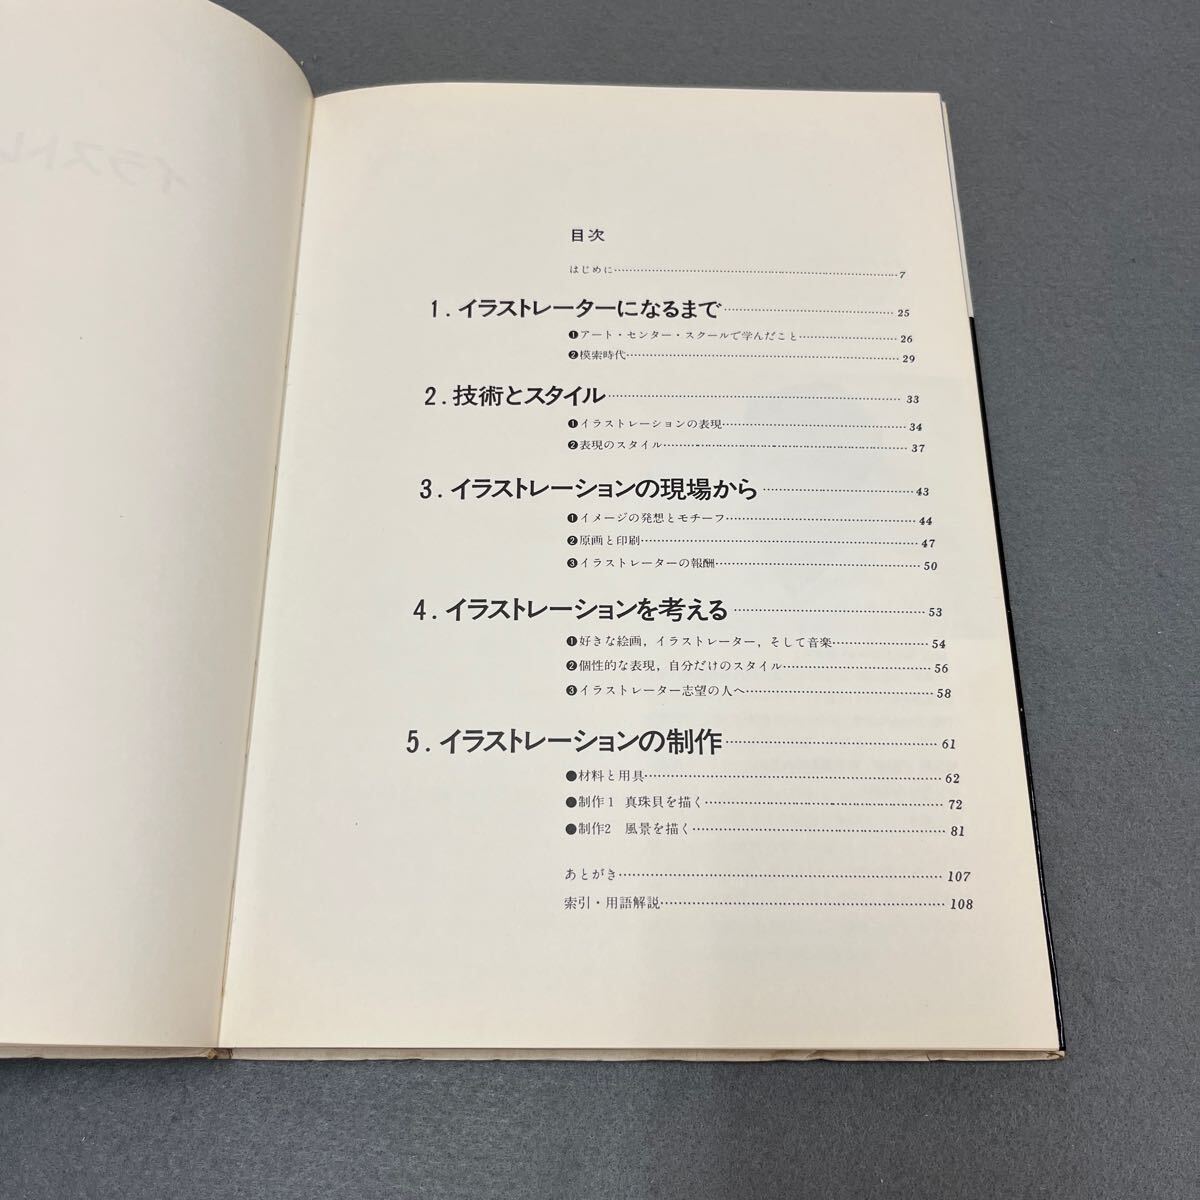 目次
はじめに……7
1.イラストレーターになるまで……25
❶アート・センター・スクールで学んだこと……26
❷模索時代……29
2.技術とスタイル……33
❶イラストレーションの表現……34
❷表現のスタイル……37
3.イラストレーションの現場から……43
❶イメージの発想とモチーフ……44
❷原画と印刷……47
❸イラストレーターの報酬……50
4.イラストレーションを考える……53
❶好きな絵画，イラストレーター，そして音楽……54
❷個性的な表現，自分だけのスタイル……56
❸イラストレーター志望の人へ……58
5.イラストレーションの制作……61
●材料と用具……62
●制作1　真珠貝を描く……72
●制作2　風景を描く……81
あとがき……107
索引・用語解説……108